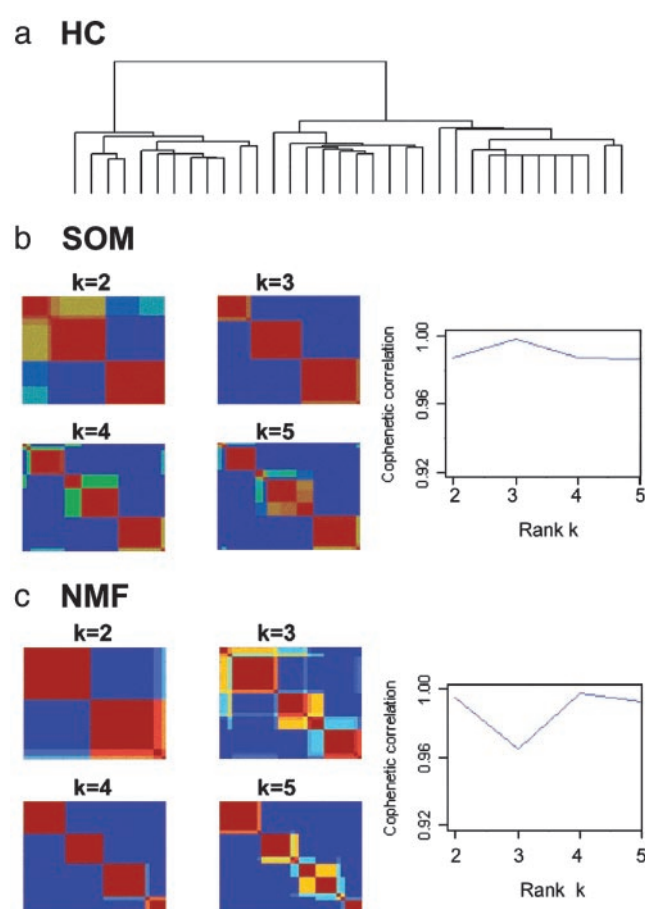 a HC
b SOM
k=2
k=3
k=4
k=5
Cophenetic correlation
1.00
0.96
0.92
2 3 4 5
Rank k
c NMF
k=2
k=3
k=4
k=5
Cophenetic correlation
1.00
0.96
0.92
2 3 4 5
Rank k